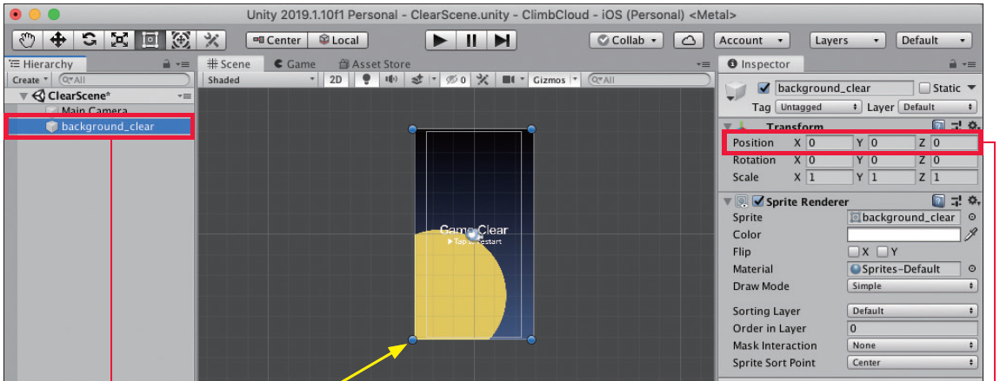 Unity 2019.1.10f1 Personal - ClearScene.unity - ClimbCloud - iOS (Personal) <Metal>
Center Local Collab Account Layers Default
Hierarchy
Create All
ClearScene*
Main Camera
background_clear
Scene Game Asset Store
Shaded 2D 0 Gizmos All
Game Clear
Tap to restart
Inspector
background_clear Static
Tag Untagged Layer Default
Transform
Position X 0 Y 0 Z 0
Rotation X 0 Y 0 Z 0
Scale X 1 Y 1 Z 1
Sprite Renderer
Sprite background_clear
Color
Flip X Y
Material Sprites-Default
Draw Mode Simple
Sorting Layer Default
Order in Layer 0
Mask Interaction None
Sprite Sort Point Center